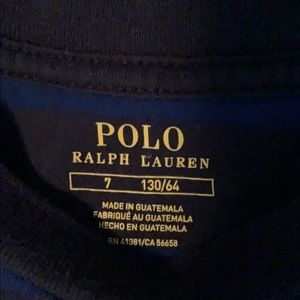 POLO
RALPH LAUREN
7 130/64
MADE IN GUATEMALA
FABRIQUÉ AU GUATEMALA
HECHO EN GUATEMALA
RN 41381/CA 56658